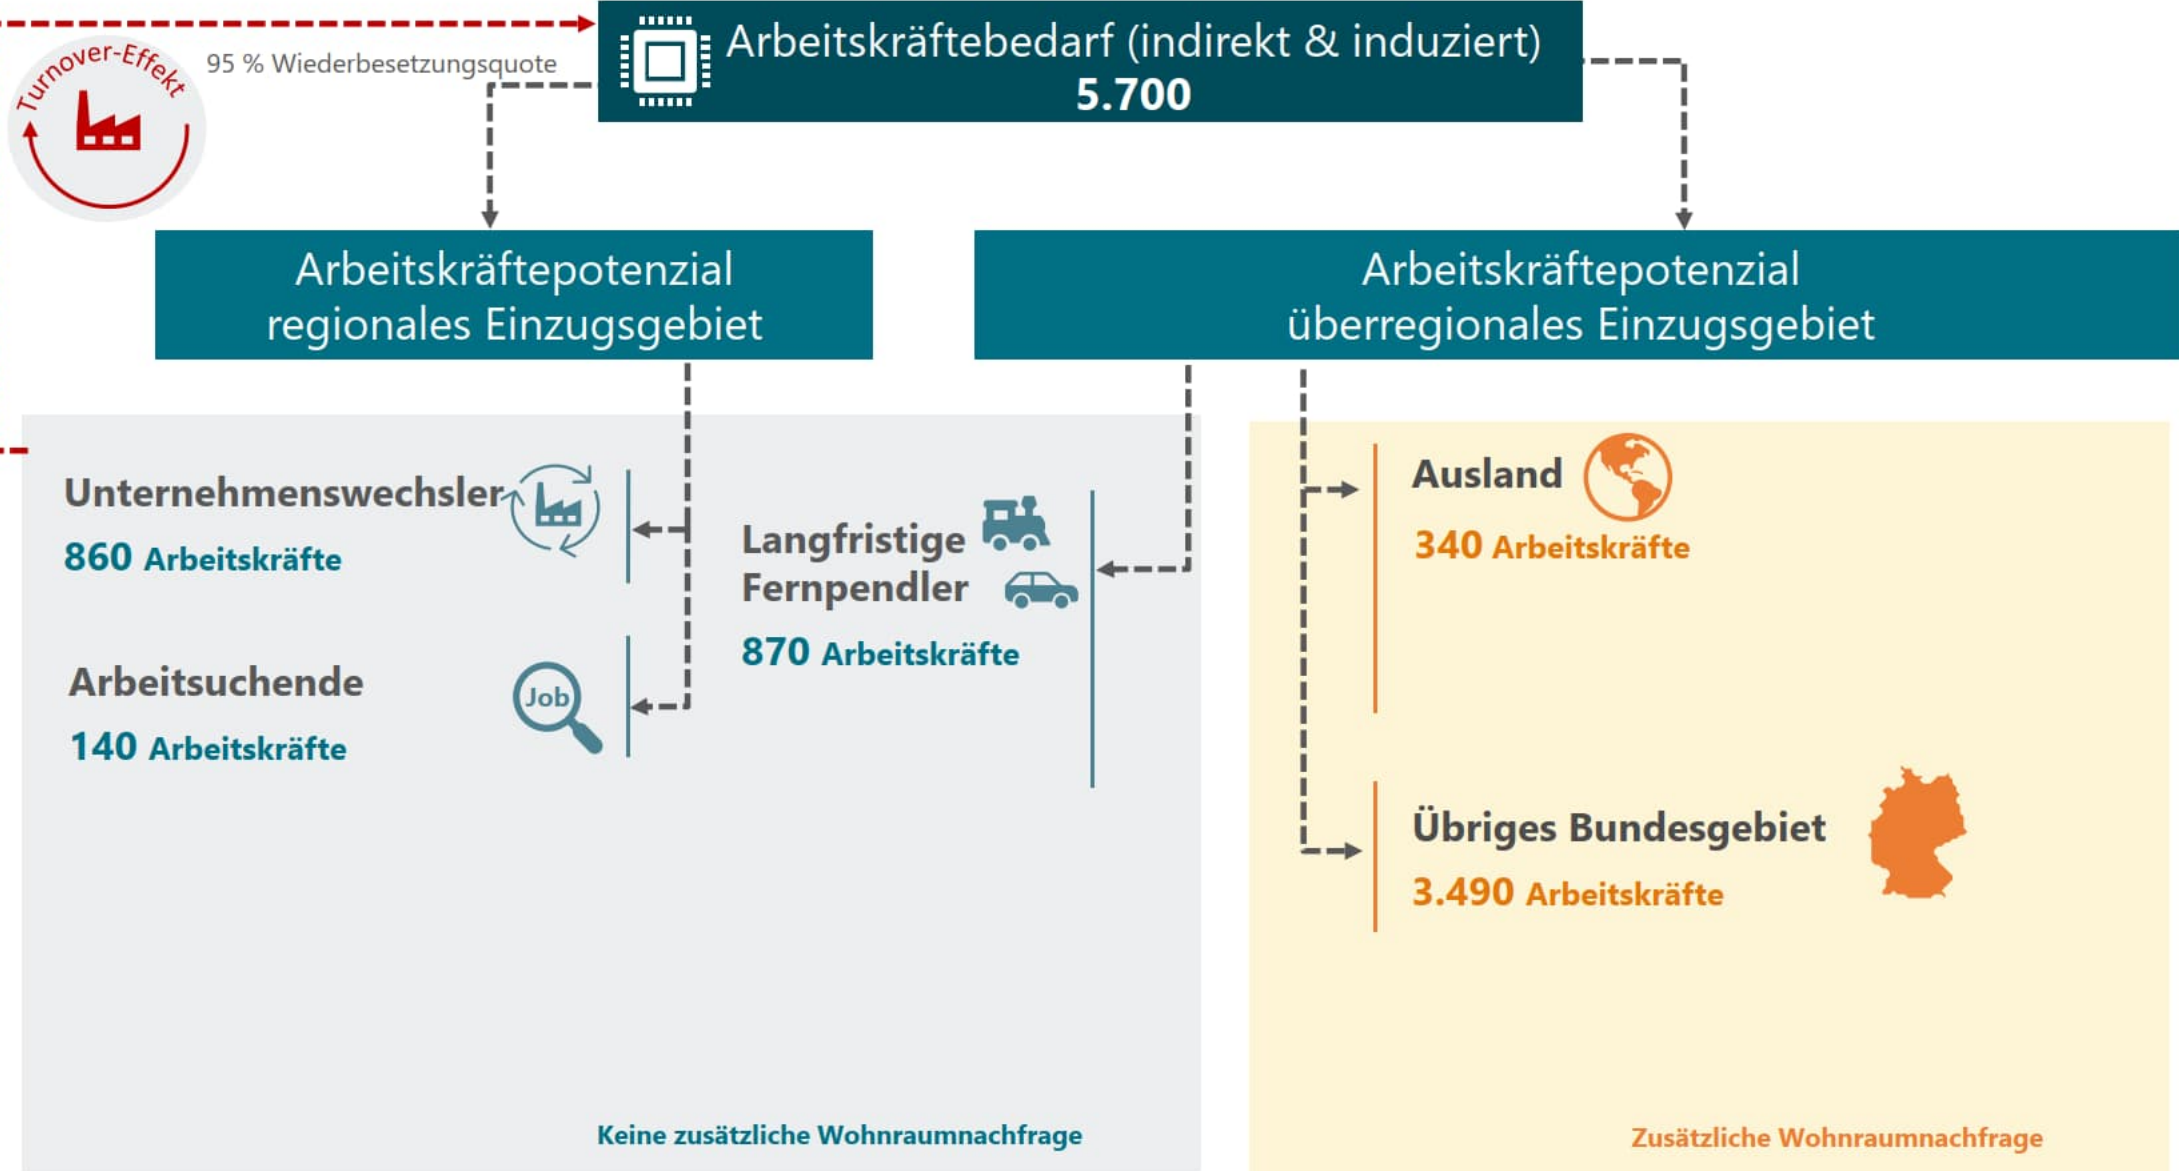 Turnover-Effekt
95 % Wiederbesetzungsquote
Arbeitskräftebedarf (indirekt & induziert)
5.700
Arbeitskräftepotenzial
regionales Einzugsgebiet
Arbeitskräftepotenzial
überregionales Einzugsgebiet
Unternehmenswechsler
860 Arbeitskräfte
Arbeitsuchende
Job
140 Arbeitskräfte
Langfristige
Fernpendler
870 Arbeitskräfte
Keine zusätzliche Wohnraumnachfrage
Ausland
340 Arbeitskräfte
Übriges Bundesgebiet
3.490 Arbeitskräfte
Zusätzliche Wohnraumnachfrage